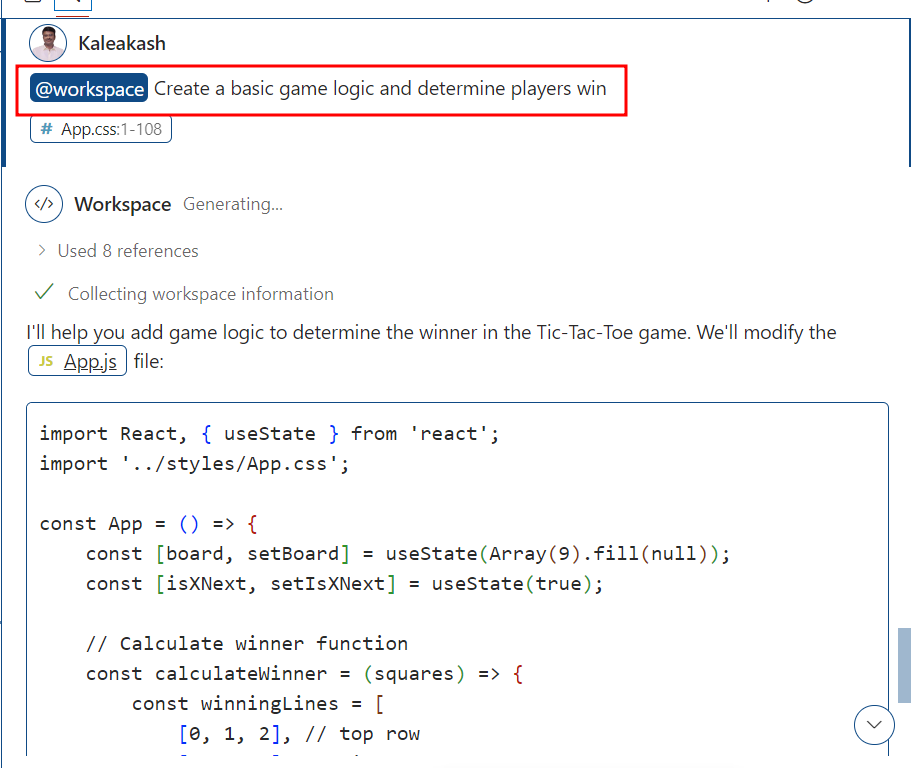 Kaleakash
@workspace Create a basic game logic and determine players win
# App.css:1-108
Workspace Generating...
Used 8 references
Collecting workspace information
I'll help you add game logic to determine the winner in the Tic-Tac-Toe game. We'll modify the
JS App.js file:
import React, { useState } from 'react';
import '../styles/App.css';
const App = () => {
const [board, setBoard] = useState(Array(9).fill(null));
const [isXNext, setIsXNext] = useState(true);
// Calculate winner function
const calculateWinner = (squares) => {
const winningLines = [
[0, 1, 2], // top row